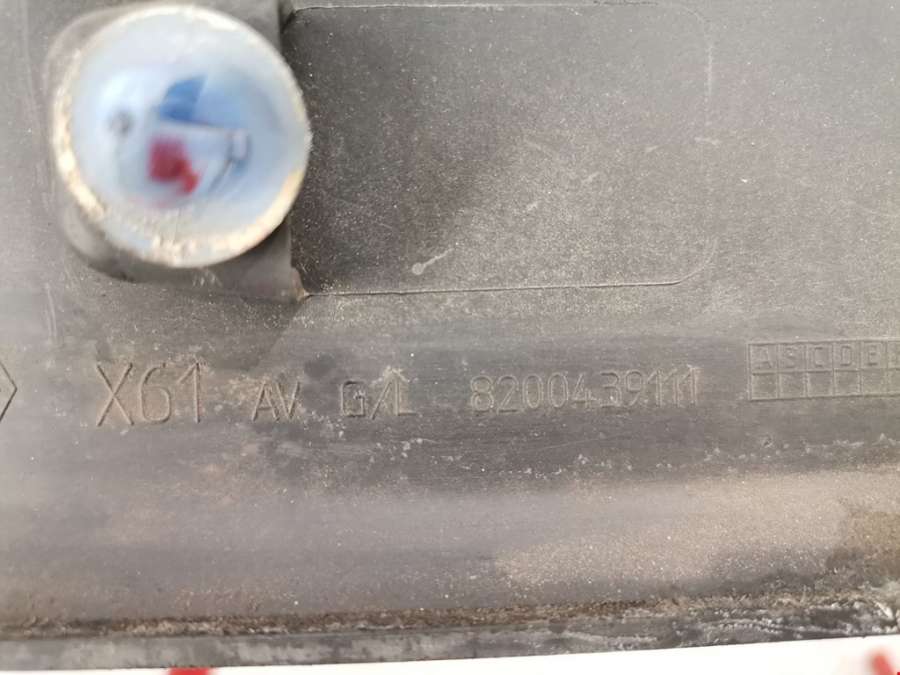 X61 AV. G/L 8200439111
A S C D E